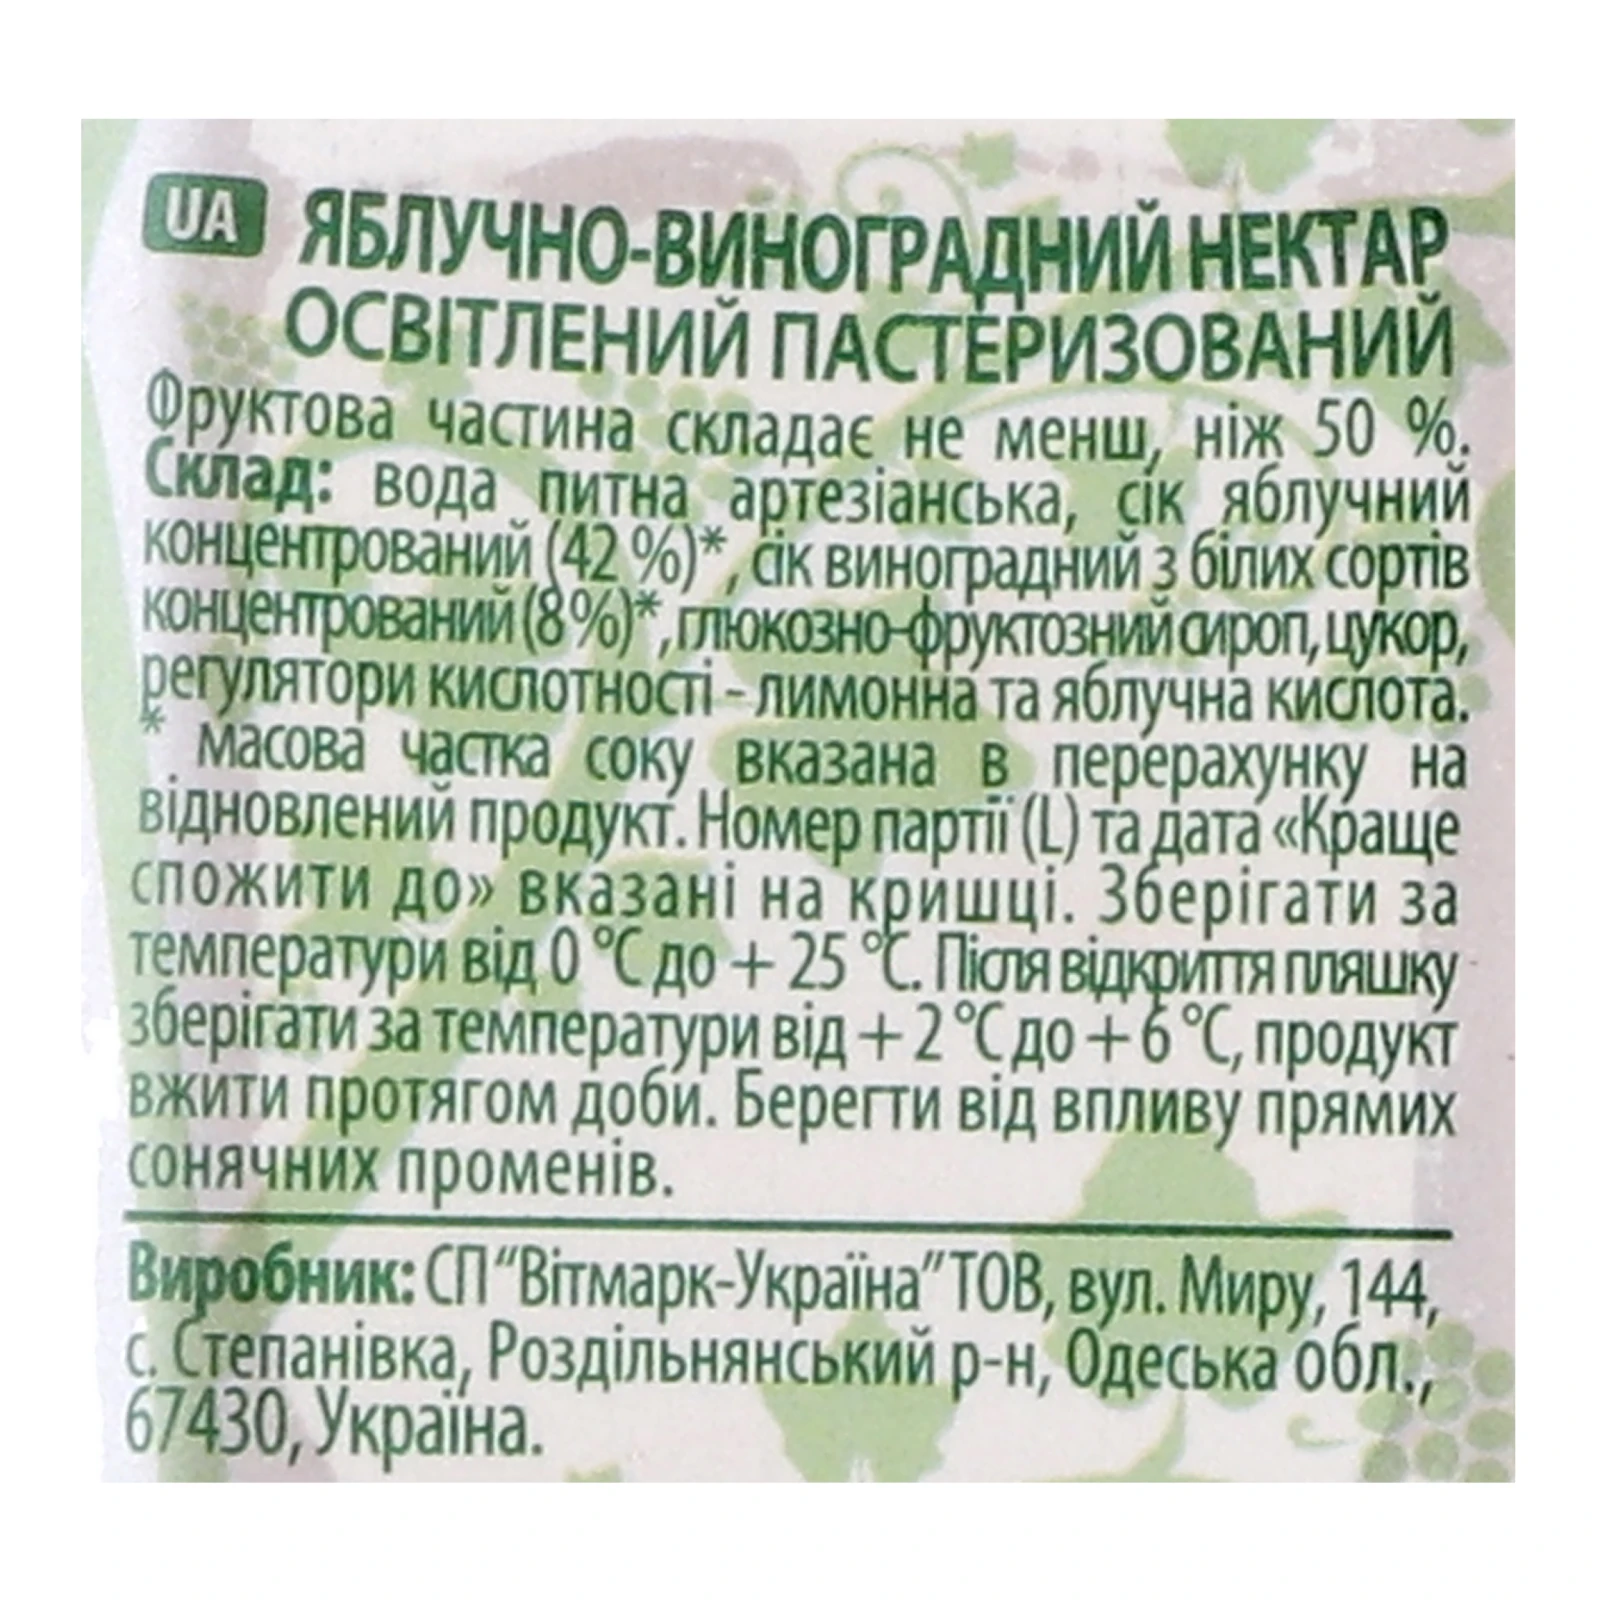 UA
ЯБЛУЧНО-ВИНОГРАДНИЙ НЕКТАР
ОСВІТЛЕНИЙ ПАСТЕРИЗОВАНИЙ
Фруктова частина складає не менш, ніж 50 %.
Склад: вода питна артезіанська, сік яблучний
концентрований (42 %)*, сік виноградний з білих сортів
концентрований (8%)*, глюкозно-фруктозний сироп, цукор,
регулятори кислотності - лимонна та яблучна кислота.
* масова частка соку вказана в перерахунку на
відновлений продукт. Номер партії (L) та дата «Краще
спожити до» вказані на кришці. Зберігати за
температури від 0 °С до + 25 °С. Після відкриття пляшку
зберігати за температури від + 2 °С до + 6 °С, продукт
вжити протягом доби. Берегти від впливу прямих
сонячних променів.
Виробник: СП "Вітмарк-Україна" ТОВ, вул. Миру, 144,
с. Степанівка, Роздільнянський р-н, Одеська обл.,
67430, Україна.